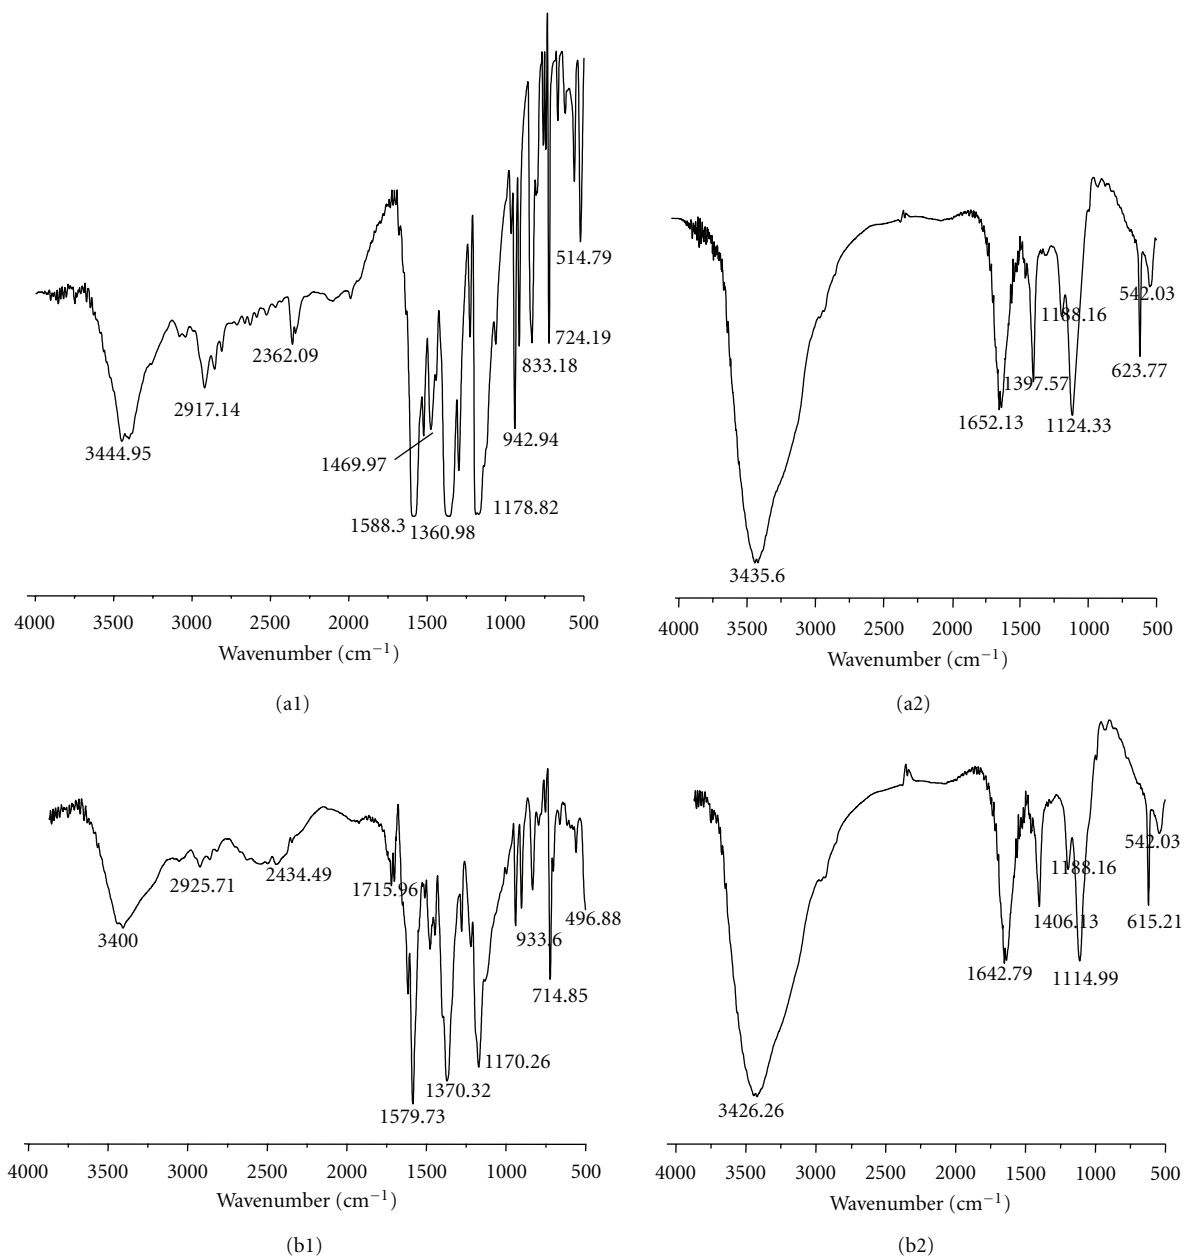 3444.95
2917.14
2362.09
1469.97
1588.3
1360.98
1178.82
942.94
833.18
724.19
514.79
4000 3500 3000 2500 2000 1500 1000 500
Wavenumber (cm−1)
(a1)
3435.6
1652.13
1397.57
1188.16
1124.33
623.77
542.03
4000 3500 3000 2500 2000 1500 1000 500
Wavenumber (cm−1)
(a2)
3400
2925.71
2434.49
1715.96
1579.73
1370.32
1170.26
933.6
714.85
496.88
4000 3500 3000 2500 2000 1500 1000 500
Wavenumber (cm−1)
(b1)
3426.26
1642.79
1406.13
1188.16
1114.99
615.21
542.03
4000 3500 3000 2500 2000 1500 1000 500
Wavenumber (cm−1)
(b2)